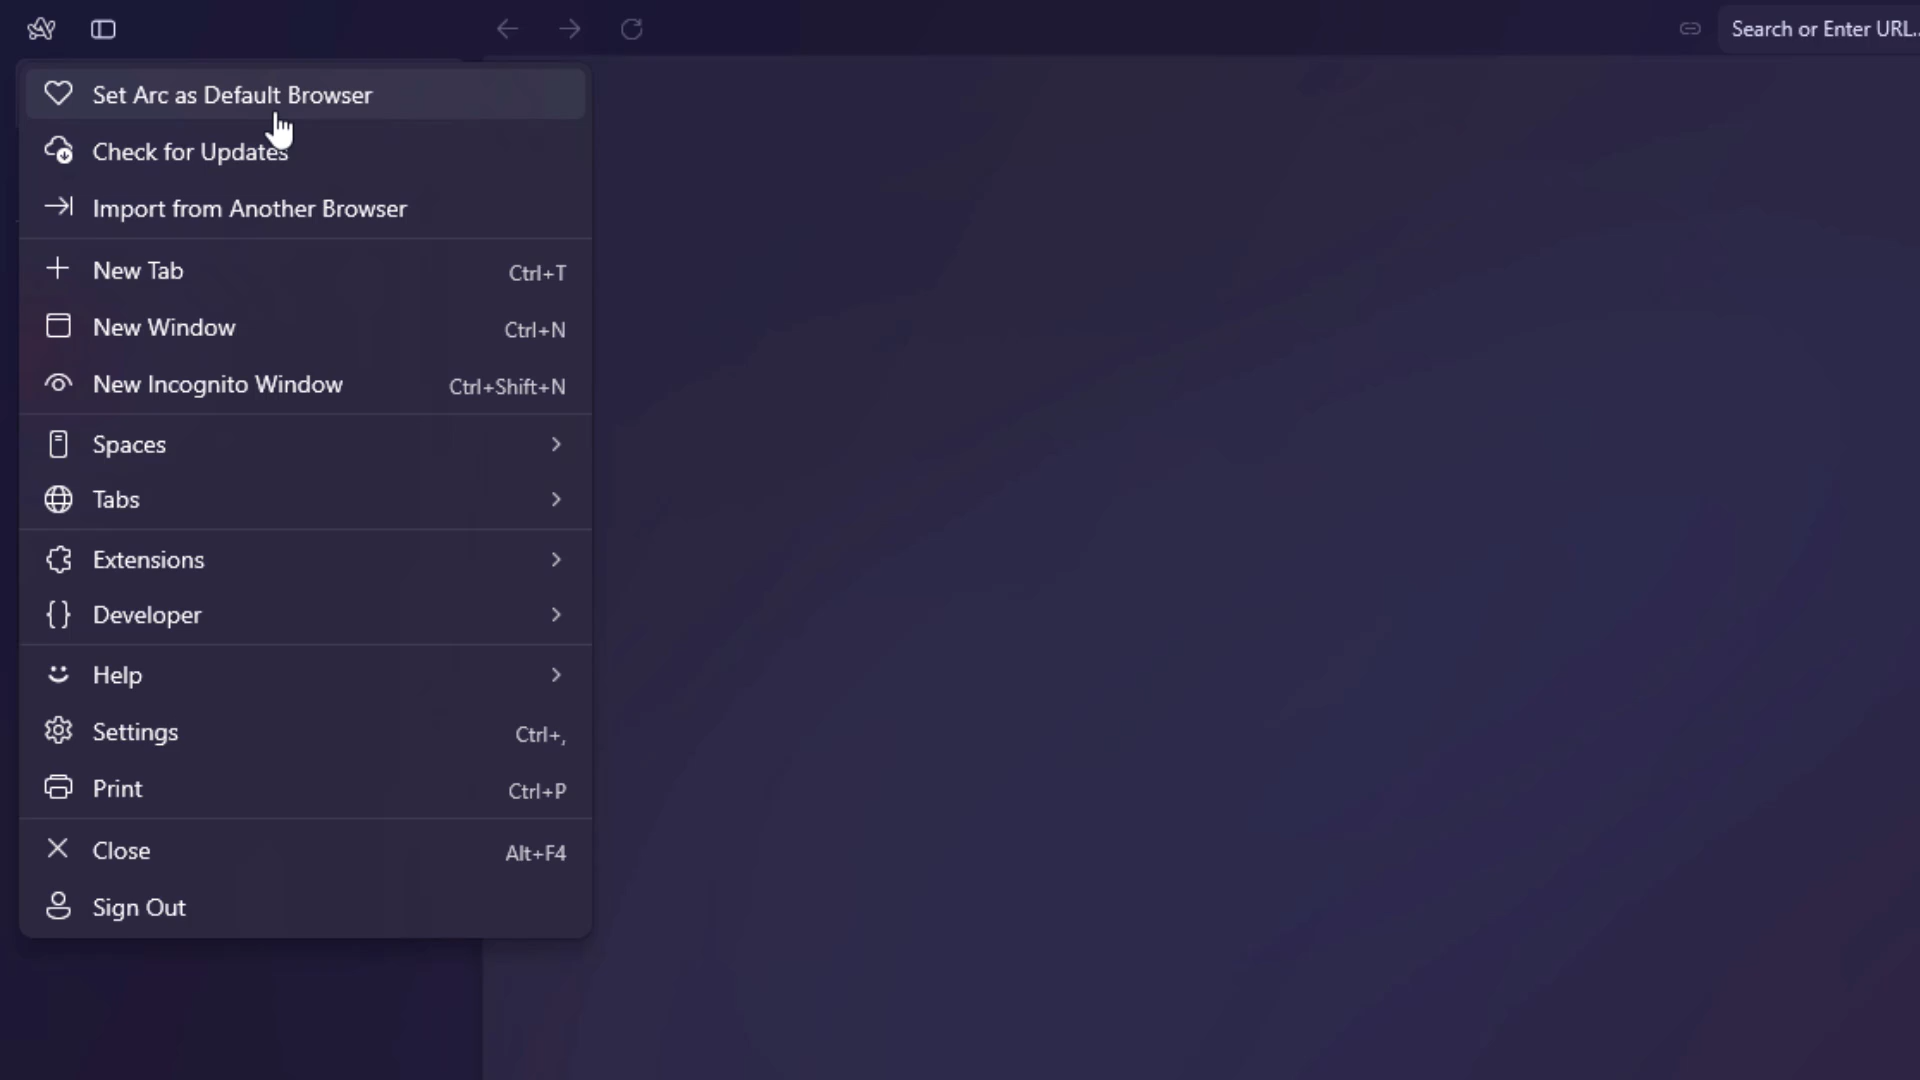 Search or Enter URL...
Set Arc as Default Browser
Check for Updates
Import from Another Browser
New Tab Ctrl+T
New Window Ctrl+N
New Incognito Window Ctrl+Shift+N
Spaces
Tabs
Extensions
Developer
Help
Settings Ctrl+,
Print Ctrl+P
Close Alt+F4
Sign Out